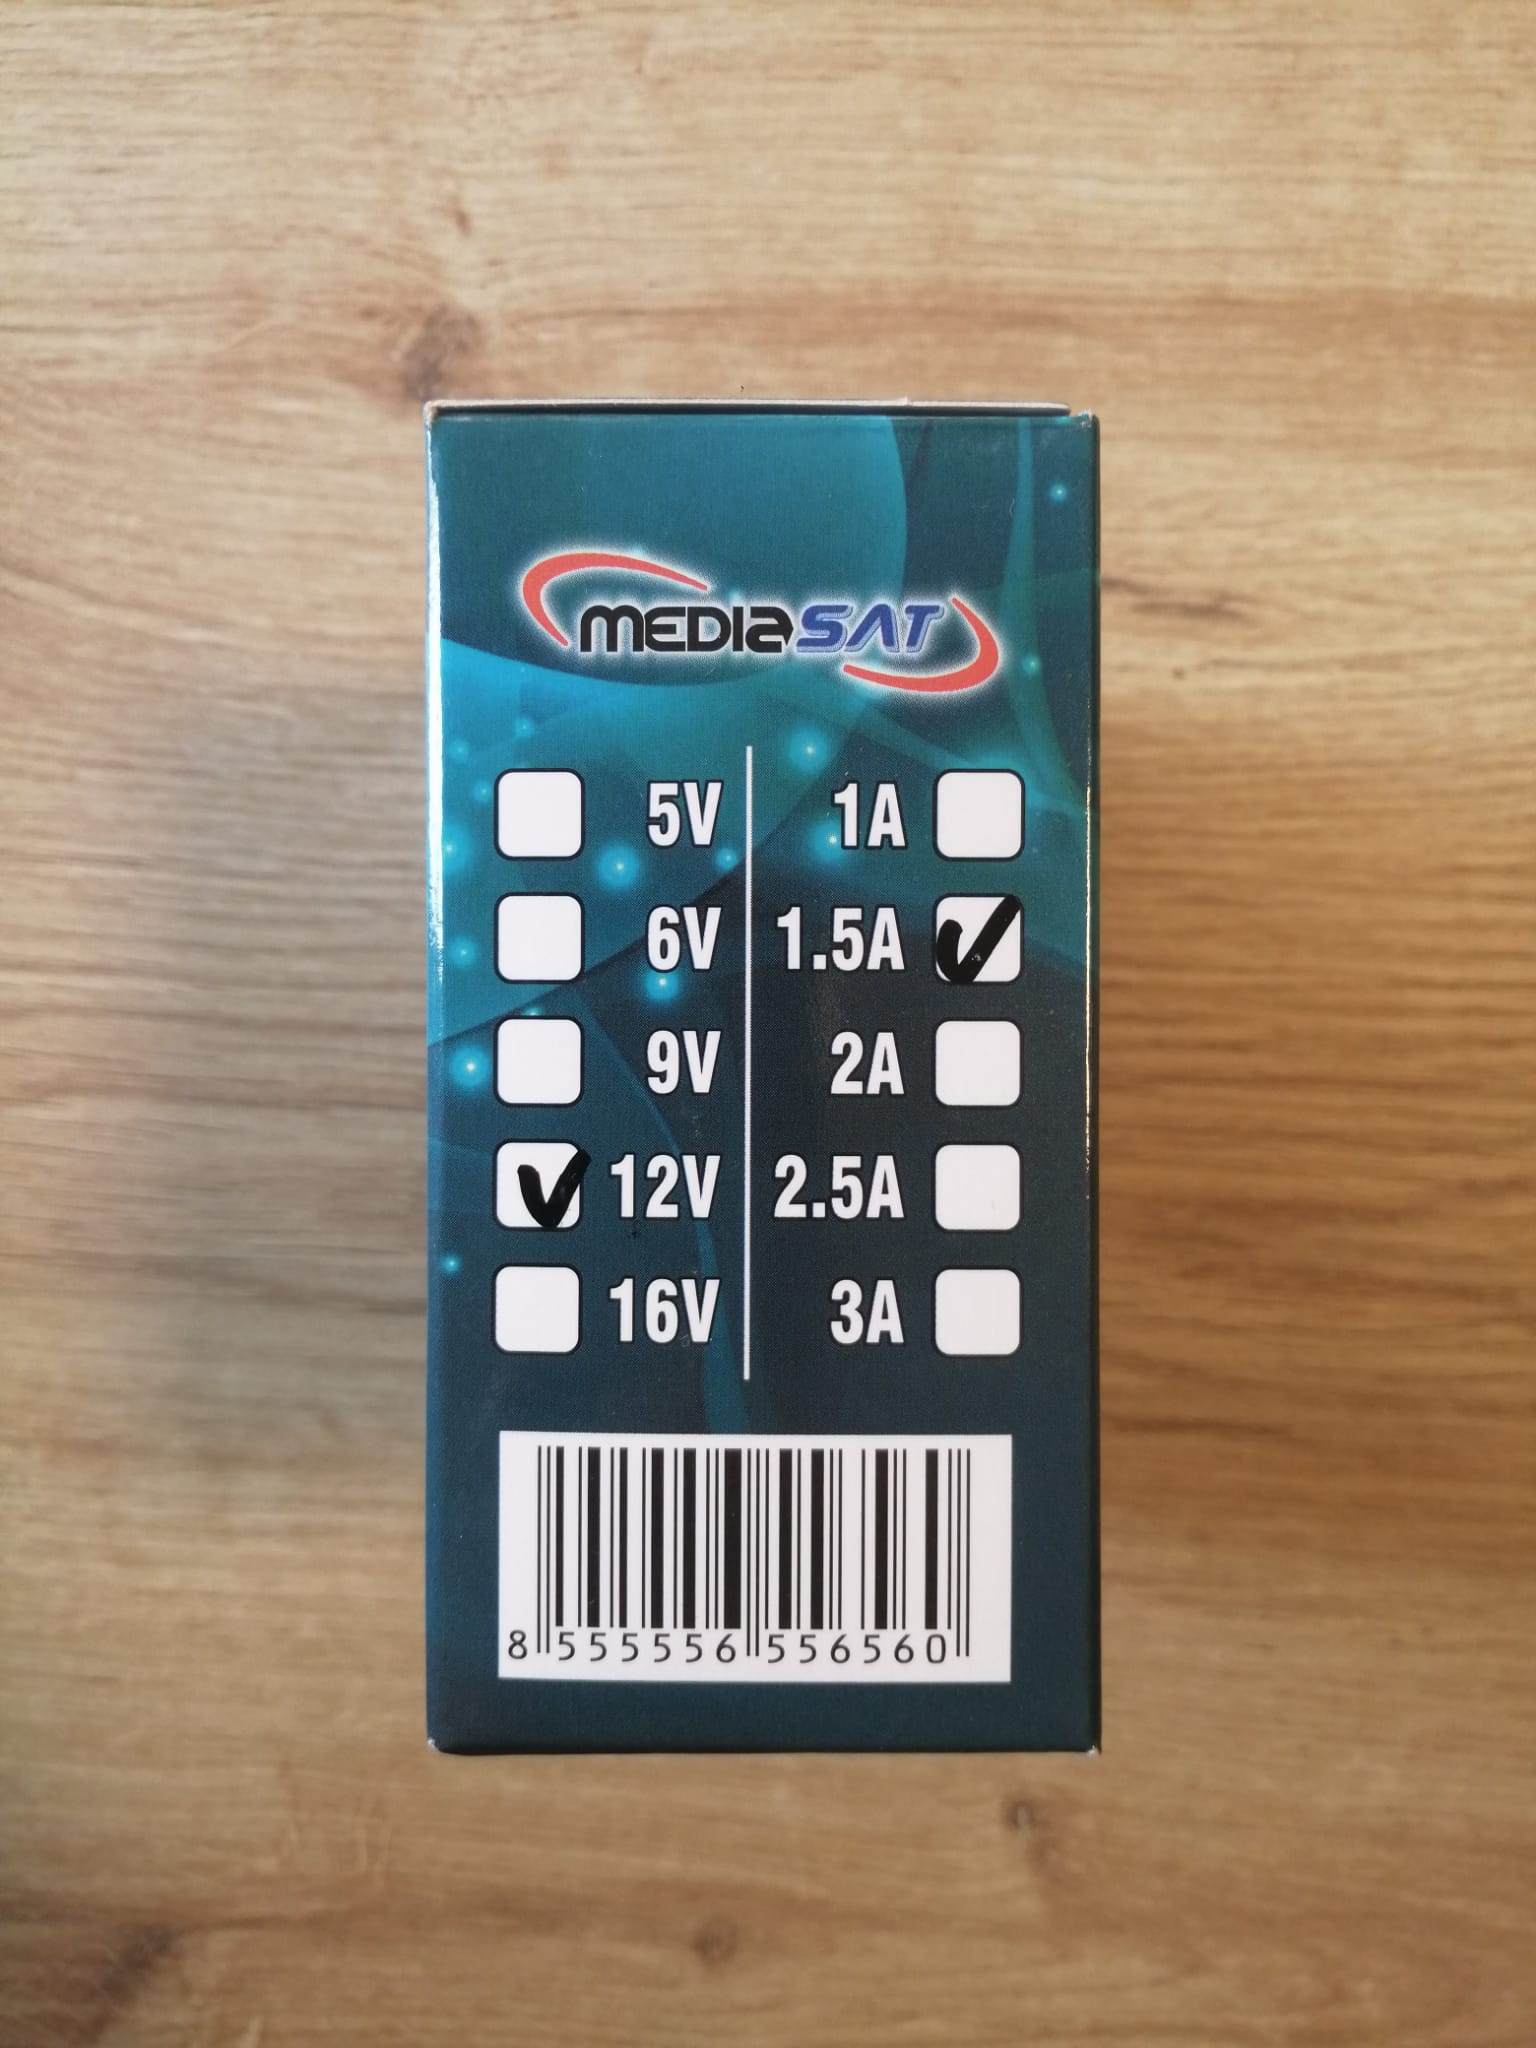 MEDIASAT
5V 1A
6V 1.5A
9V 2A
12V 2.5A
16V 3A
8 555556 556560